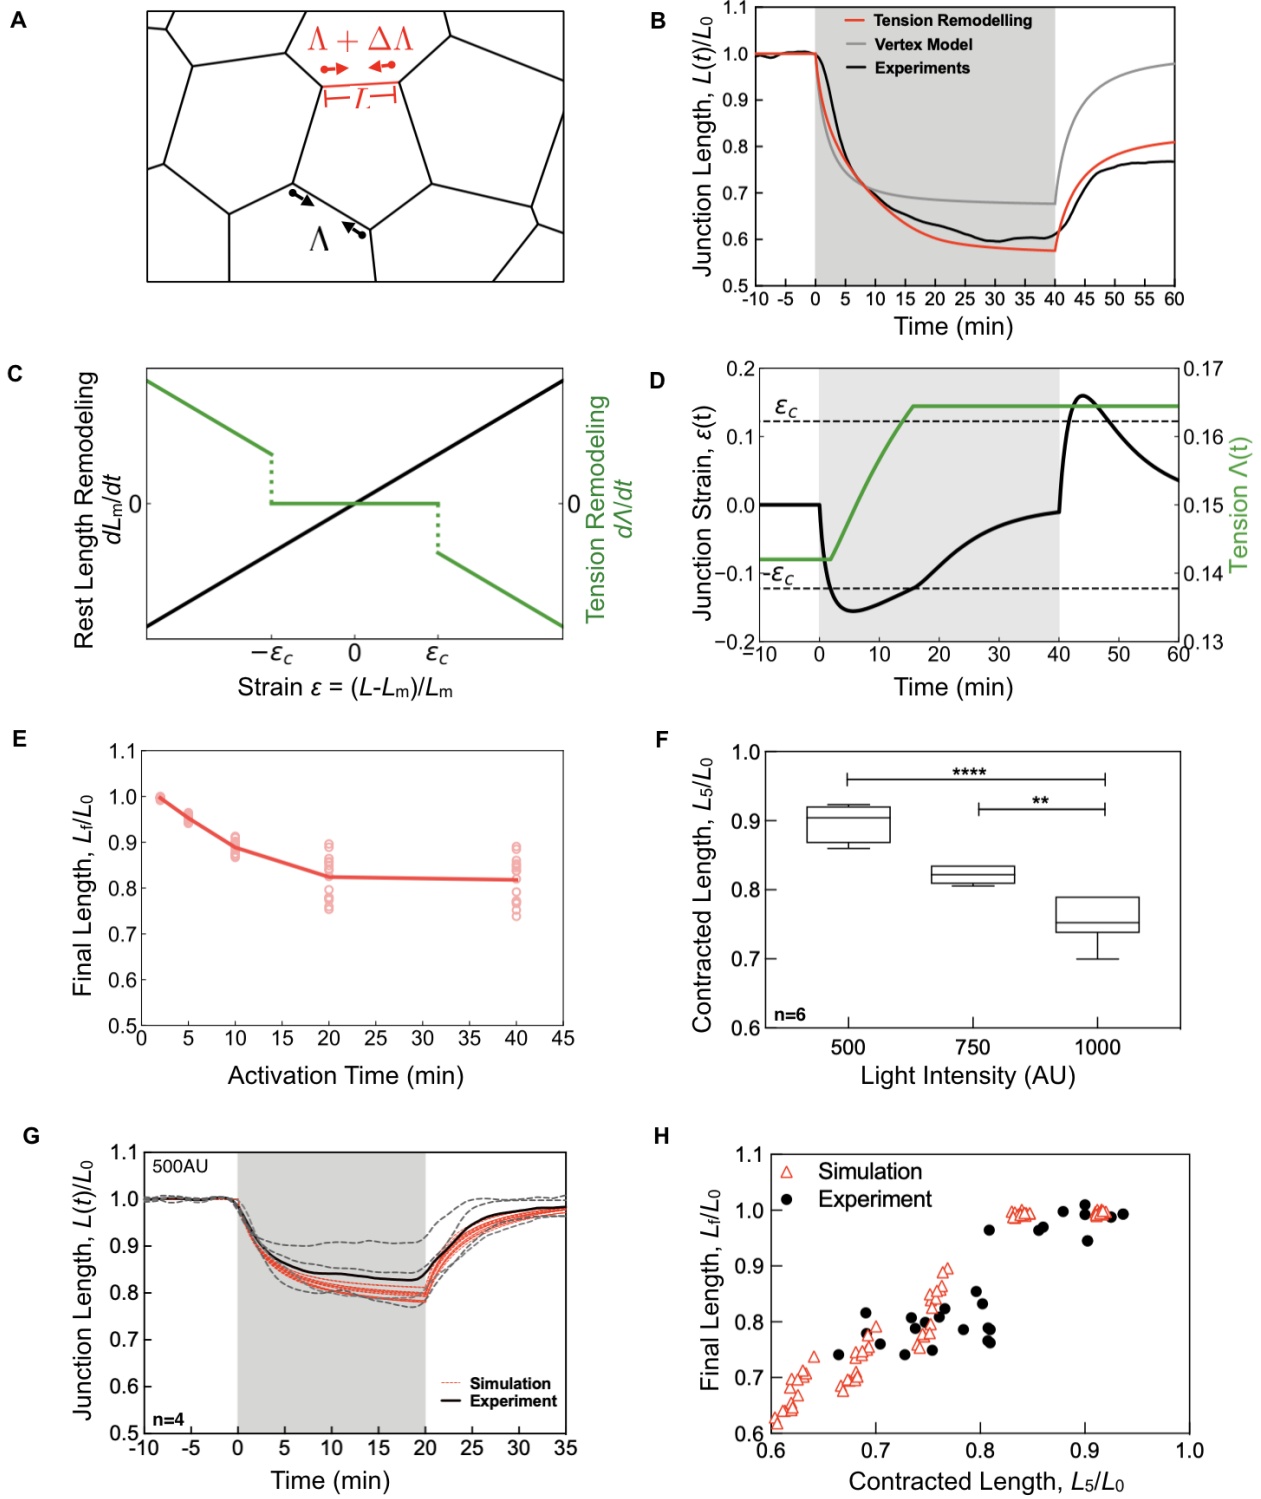 A
Λ + ΔΛ
L
Λ
B
Junction Length, L(t)/L0
1.1
1.0
0.9
0.8
0.7
0.6
0.5
Tension Remodelling
Vertex Model
Experiments
-10 -5 0 5 10 15 20 25 30 35 40 45 50 55 60
Time (min)
C
Rest Length Remodeling
dLm/dt
0
0
Tension Remodeling
dΛ/dt
−εc 0 εc
Strain ε = (L-Lm)/Lm
D
Junction Strain, ε(t)
0.2
0.1
0.0
−0.1
−0.2
εc
-εc
0.17
0.16
0.15
0.14
0.13
Tension Λ(t)
−10 0 10 20 30 40 50 60
Time (min)
E
Final Length, Lf/L0
1.1
1.0
0.9
0.8
0.7
0.6
0.5
0 5 10 15 20 25 30 35 40 45
Activation Time (min)
F
Contracted Length, L5/L0
1.0
0.9
0.8
0.7
0.6
****
**
n=6
500 750 1000
Light Intensity (AU)
G
Junction Length, L(t)/L0
1.1
1.0
0.9
0.8
0.7
0.6
0.5
500AU
Simulation
Experiment
n=4
-10 -5 0 5 10 15 20 25 30 35
Time (min)
H
Final Length, Lf/L0
1.1
1.0
0.9
0.8
0.7
0.6
Simulation
Experiment
0.6 0.7 0.8 0.9 1.0
Contracted Length, L5/L0